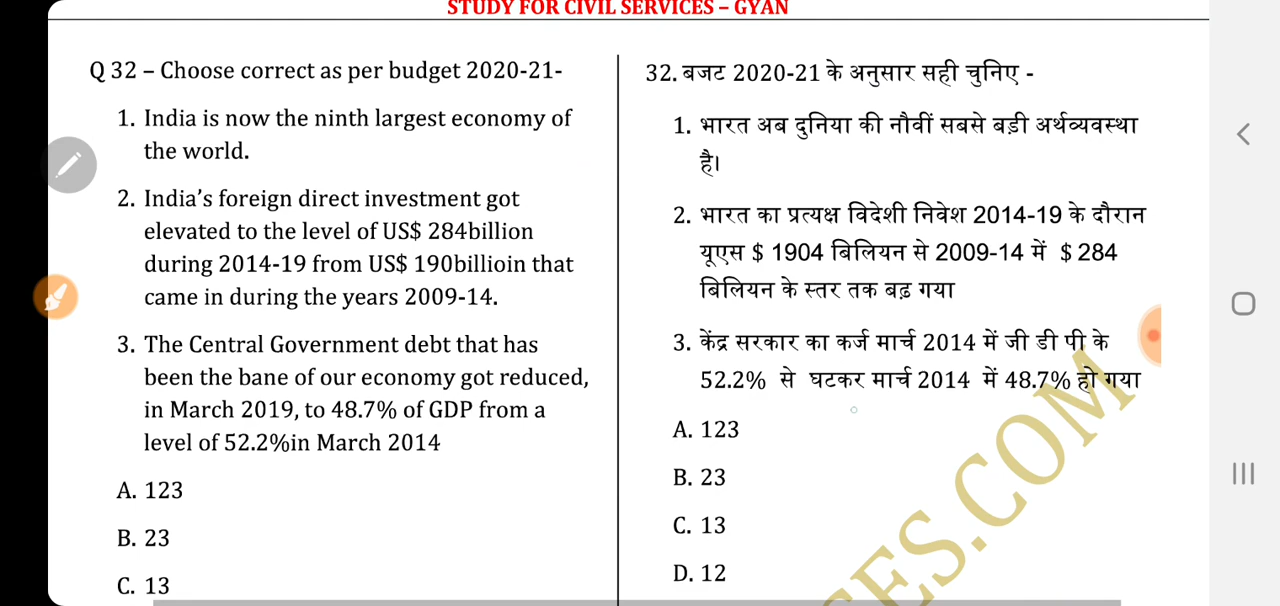 STUDY FOR CIVIL SERVICES – GYAN
Q 32 – Choose correct as per budget 2020-21-
1. India is now the ninth largest economy of
the world.
2. India's foreign direct investment got
elevated to the level of US$ 284billion
during 2014-19 from US$ 190billioin that
came in during the years 2009-14.
3. The Central Government debt that has
been the bane of our economy got reduced,
in March 2019, to 48.7% of GDP from a
level of 52.2%in March 2014
A. 123
B. 23
C. 13
32. बजट 2020-21 के अनुसार सही चुनिए -
1. भारत अब दुनिया की नौवीं सबसे बड़ी अर्थव्यवस्था
है।
2. भारत का प्रत्यक्ष विदेशी निवेश 2014-19 के दौरान
यूएस $ 1904 बिलियन से 2009-14 में $ 284
बिलियन के स्तर तक बढ़ गया
3. केंद्र सरकार का कर्ज मार्च 2014 में जी डी पी के
52.2% से घटकर मार्च 2014 में 48.7% हो गया
A. 123
B. 23
C. 13
D. 12
ES.COM